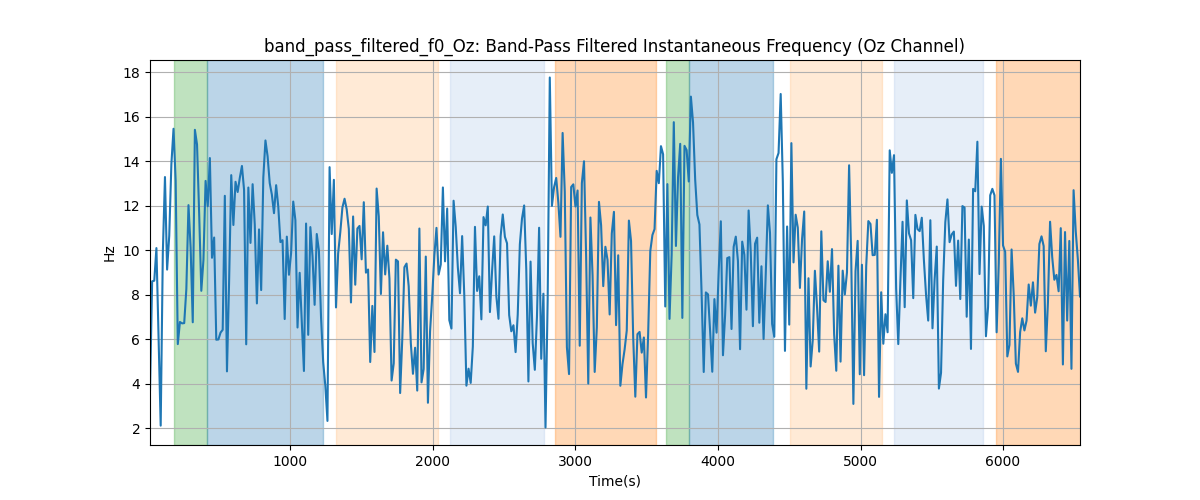 band_pass_filtered_f0_Oz: Band-Pass Filtered Instantaneous Frequency (Oz Channel)
18
16
14
12
10
8
6
4
2
Hz
1000 2000 3000 4000 5000 6000
Time(s)